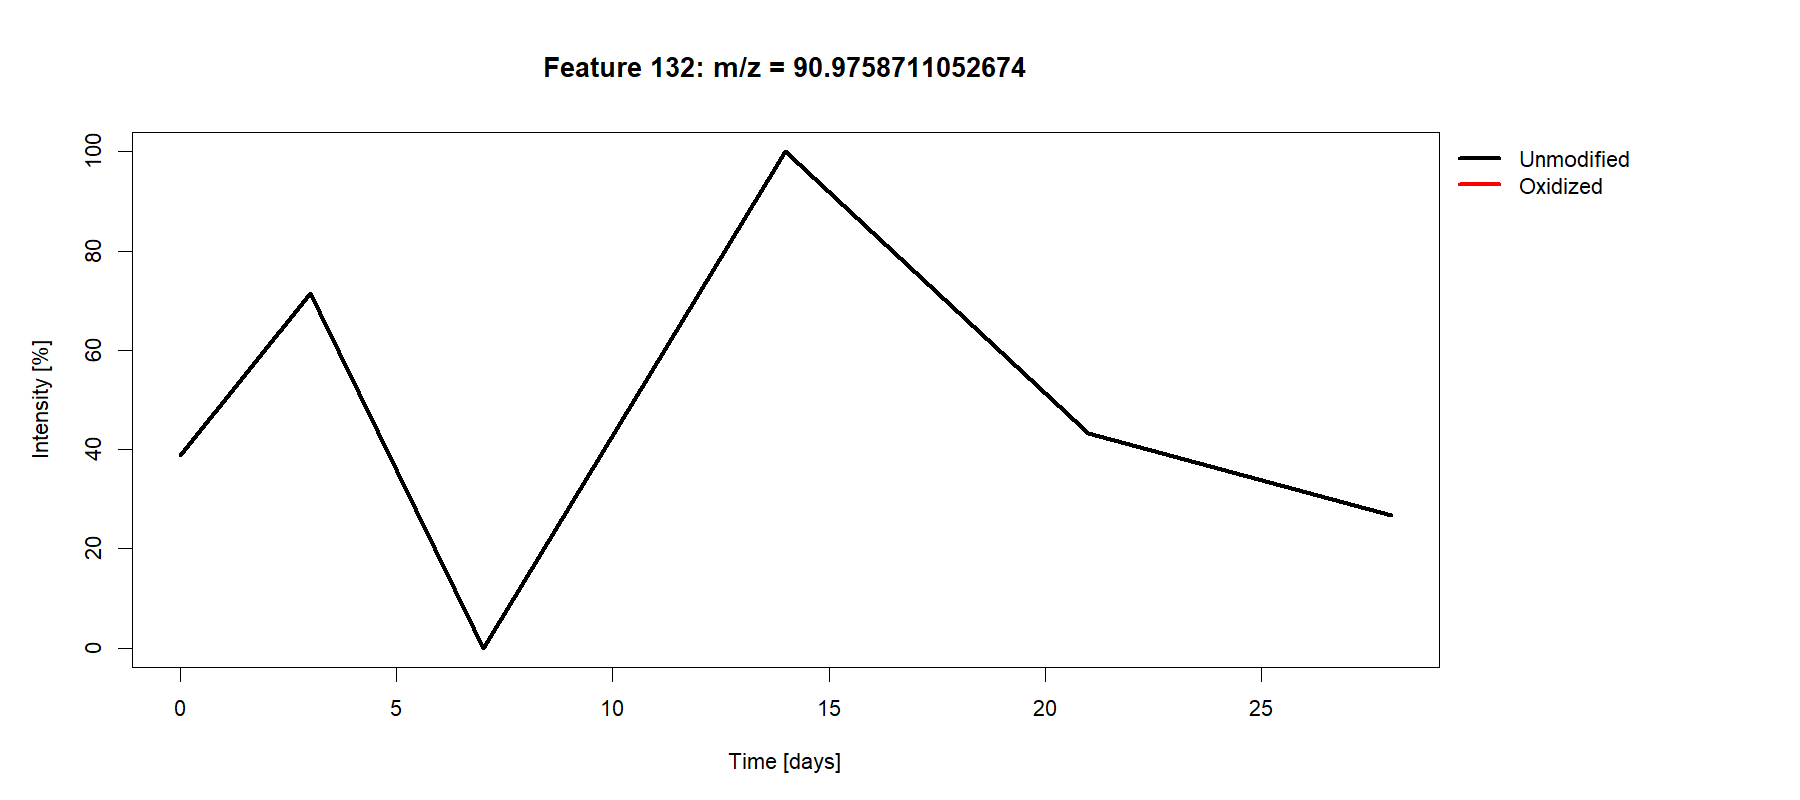 Feature 132: m/z = 90.9758711052674
Unmodified
Oxidized
Intensity [%]
100
80
60
40
20
0
0 5 10 15 20 25
Time [days]